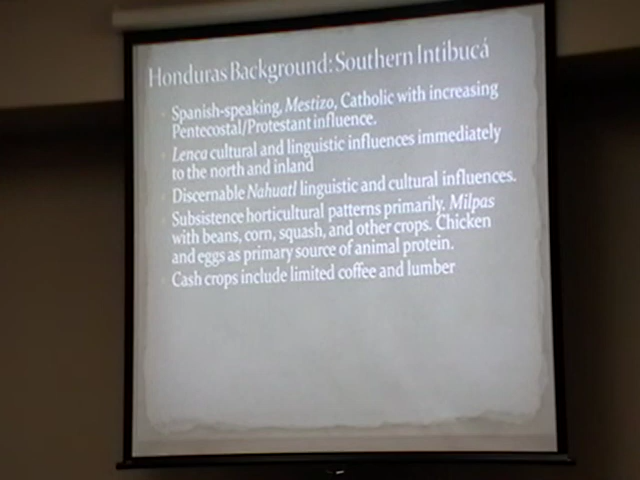 Honduras Background: Southern Intibucá
Spanish-speaking, Mestizo, Catholic with increasing
Pentecostal/Protestant influence.
Lenca cultural and linguistic influences immediately
to the north and inland
Discernable Nahuatl linguistic and cultural influences.
Subsistence horticultural patterns primarily. Milpas
with beans, corn, squash, and other crops. Chicken
and eggs as primary source of animal protein.
Cash crops include limited coffee and lumber